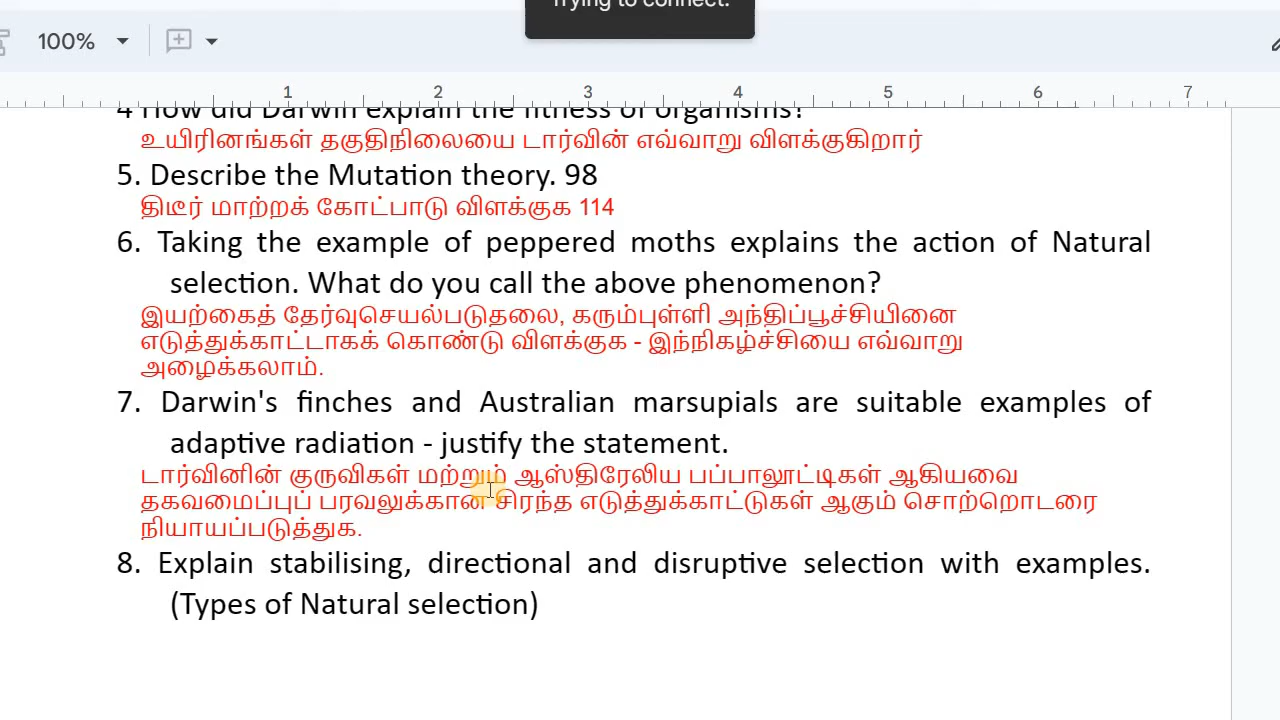 Trying to connect.
100%
1 2 3 4 5 6 7
4 How did Darwin explain the fitness of organisms?
உயிரினங்கள் தகுதிநிலையை டார்வின் எவ்வாறு விளக்குகிறார்
5. Describe the Mutation theory. 98
திடீர் மாற்றக் கோட்பாடு விளக்குக 114
6. Taking the example of peppered moths explains the action of Natural
selection. What do you call the above phenomenon?
இயற்கைத் தேர்வுசெயல்படுதலை, கரும்புள்ளி அந்திப்பூச்சியினை
எடுத்துக்காட்டாகக் கொண்டு விளக்குக - இந்நிகழ்ச்சியை எவ்வாறு
அழைக்கலாம்.
7. Darwin's finches and Australian marsupials are suitable examples of
adaptive radiation - justify the statement.
டார்வினின் குருவிகள் மற்றும் ஆஸ்திரேலிய பப்பாலூட்டிகள் ஆகியவை
தகவமைப்புப் பரவலுக்கான சிரந்த எடுத்துக்காட்டுகள் ஆகும் சொற்றொடரை
நியாயப்படுத்துக.
8. Explain stabilising, directional and disruptive selection with examples.
(Types of Natural selection)